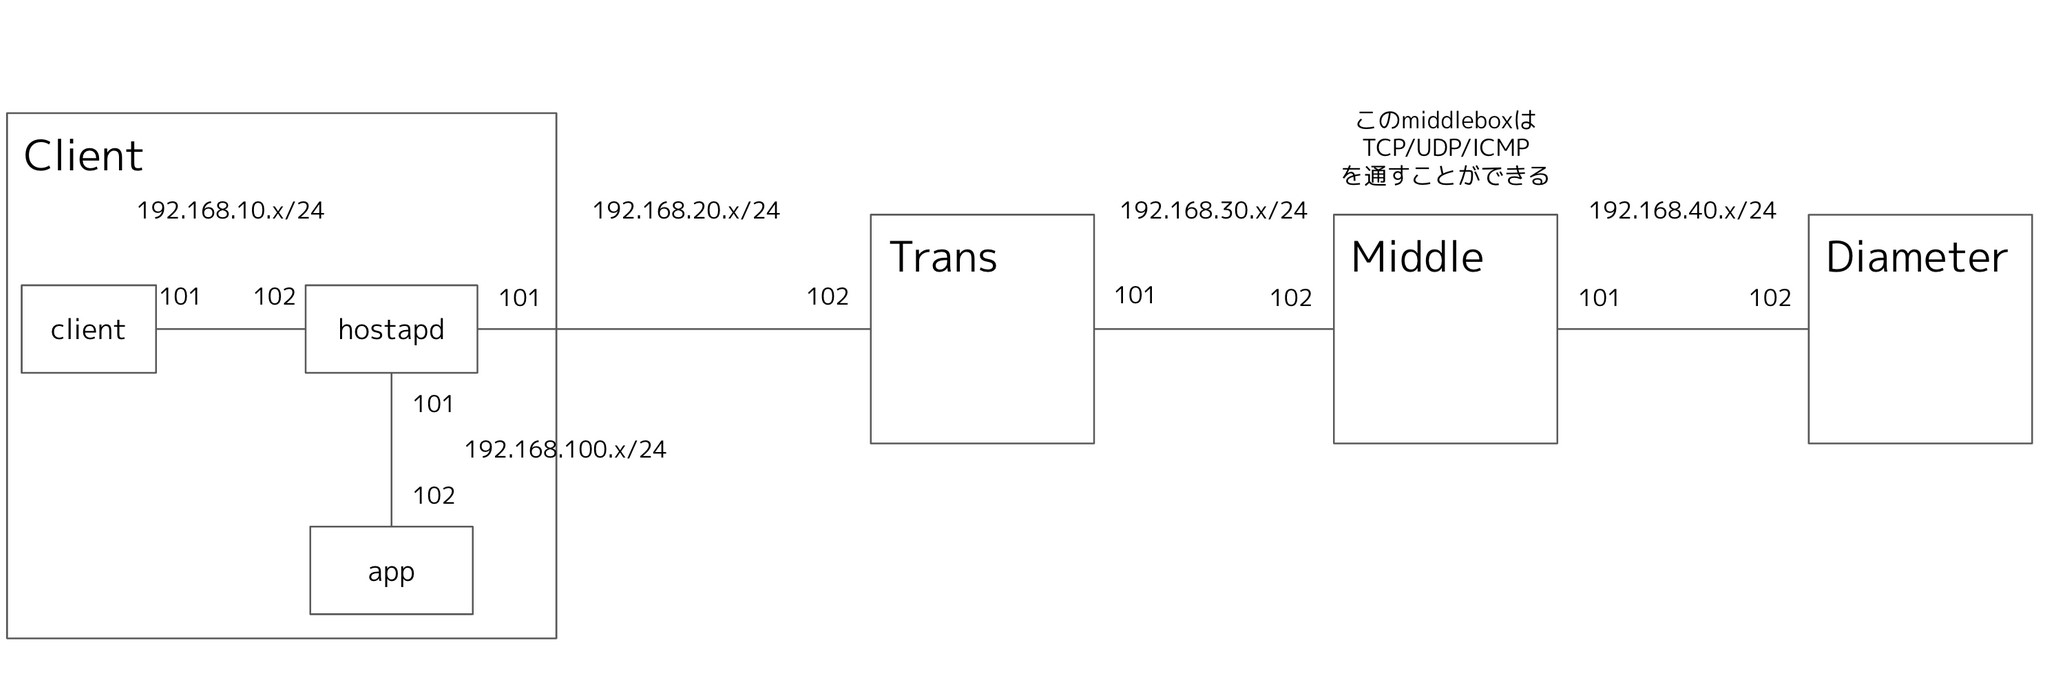 このmiddleboxは
TCP/UDP/ICMP
を通すことができる
Client
192.168.10.x/24
192.168.20.x/24
192.168.30.x/24
192.168.40.x/24
Trans
Middle
Diameter
101
102
101
102
101
102
101
102
client
hostapd
101
192.168.100.x/24
102
app